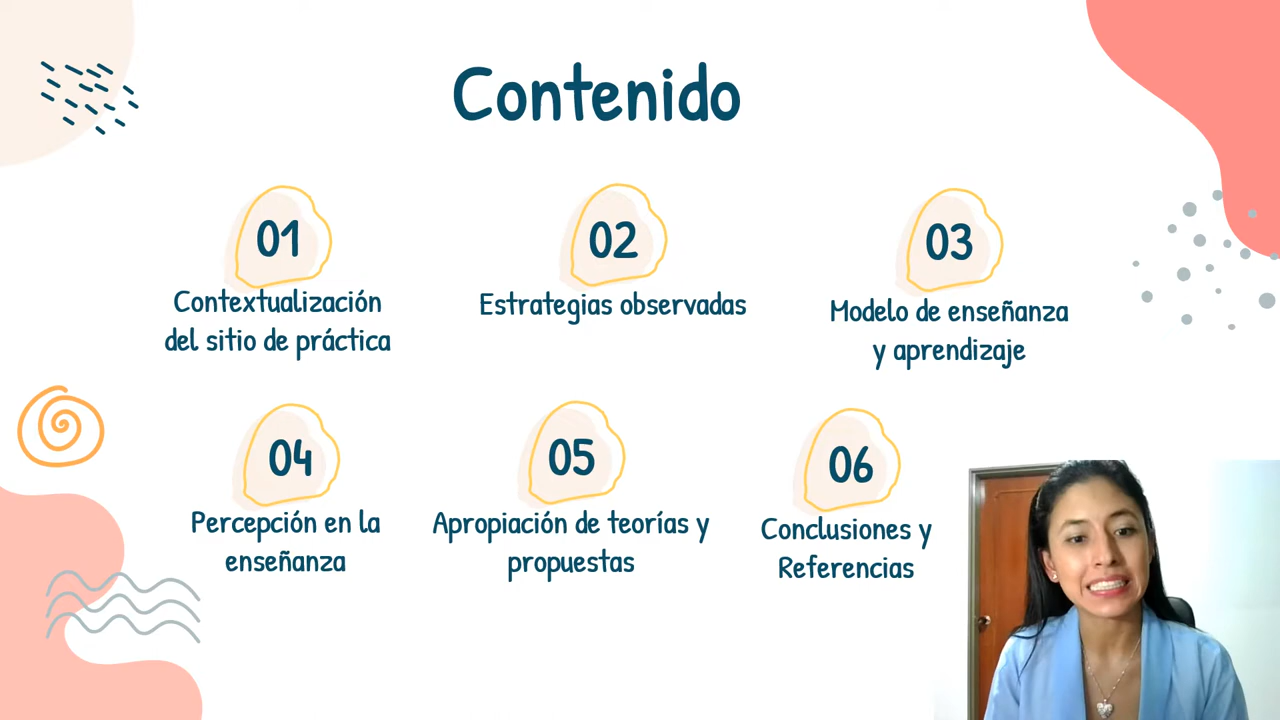 Contenido
01
Contextualización
del sitio de práctica
02
Estrategias observadas
03
Modelo de enseñanza
y aprendizaje
04
Percepción en la
enseñanza
05
Apropiación de teorías y
propuestas
06
Conclusiones y
Referencias